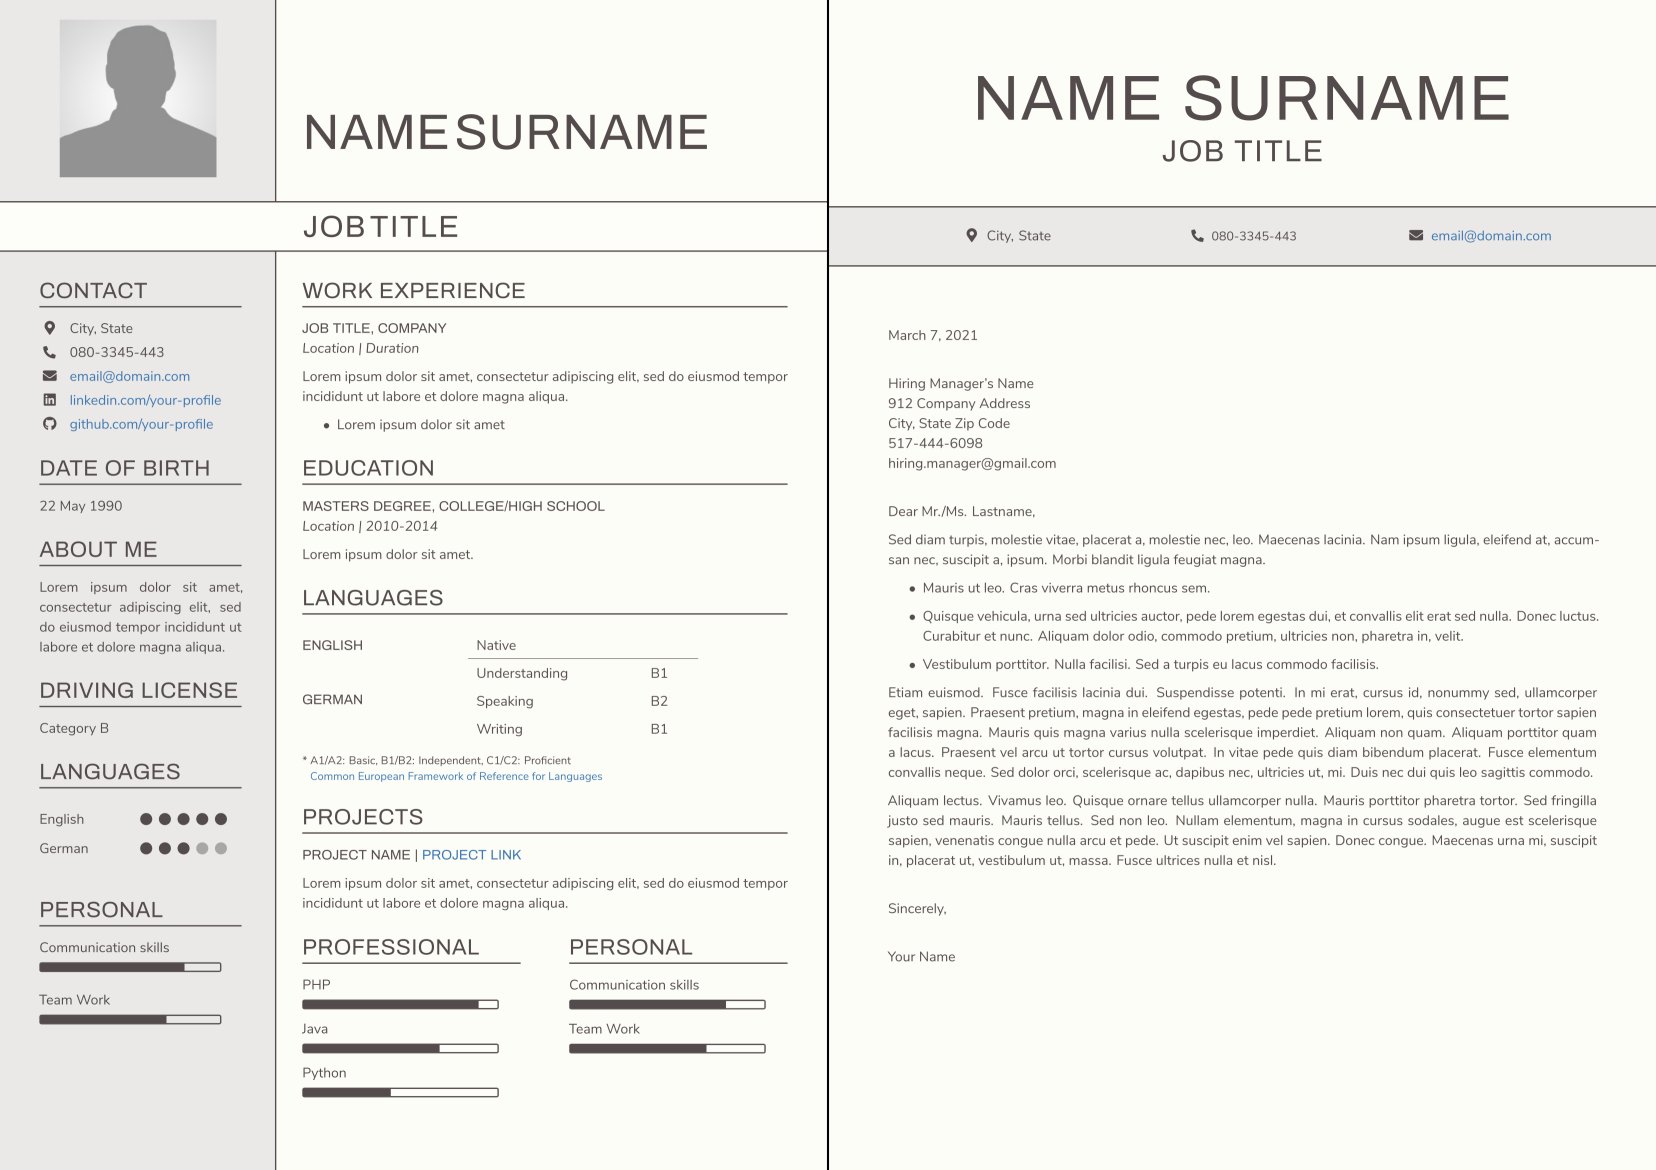 NAME SURNAME
JOB TITLE
CONTACT
City, State
080-3345-443
email@domain.com
linkedin.com/your-profile
github.com/your-profile
DATE OF BIRTH
22 May 1990
ABOUT ME
Lorem ipsum dolor sit amet,
consectetur adipiscing elit, sed
do eiusmod tempor incididunt ut
labore et dolore magna aliqua.
DRIVING LICENSE
Category B
LANGUAGES
English
German
PERSONAL
Communication skills
Team Work
WORK EXPERIENCE
JOB TITLE, COMPANY
Location | Duration
Lorem ipsum dolor sit amet, consectetur adipiscing elit, sed do eiusmod tempor
incididunt ut labore et dolore magna aliqua.
• Lorem ipsum dolor sit amet
EDUCATION
MASTERS DEGREE, COLLEGE/HIGH SCHOOL
Location | 2010-2014
Lorem ipsum dolor sit amet.
LANGUAGES
ENGLISH Native
Understanding B1
GERMAN Speaking B2
Writing B1
* A1/A2: Basic, B1/B2: Independent, C1/C2: Proficient
Common European Framework of Reference for Languages
PROJECTS
PROJECT NAME | PROJECT LINK
Lorem ipsum dolor sit amet, consectetur adipiscing elit, sed do eiusmod tempor
incididunt ut labore et dolore magna aliqua.
PROFESSIONAL
PHP
Java
Python
PERSONAL
Communication skills
Team Work
NAME SURNAME
JOB TITLE
City, State 080-3345-443 email@domain.com
March 7, 2021
Hiring Manager’s Name
912 Company Address
City, State Zip Code
517-444-6098
hiring.manager@gmail.com
Dear Mr./Ms. Lastname,
Sed diam turpis, molestie vitae, placerat a, molestie nec, leo. Maecenas lacinia. Nam ipsum ligula, eleifend at, accum-
san nec, suscipit a, ipsum. Morbi blandit ligula feugiat magna.
• Mauris ut leo. Cras viverra metus rhoncus sem.
• Quisque vehicula, urna sed ultricies auctor, pede lorem egestas dui, et convallis elit erat sed nulla. Donec luctus.
Curabitur et nunc. Aliquam dolor odio, commodo pretium, ultricies non, pharetra in, velit.
• Vestibulum porttitor. Nulla facilisi. Sed a turpis eu lacus commodo facilisis.
Etiam euismod. Fusce facilisis lacinia dui. Suspendisse potenti. In mi erat, cursus id, nonummy sed, ullamcorper
eget, sapien. Praesent pretium, magna in eleifend egestas, pede pede pretium lorem, quis consectetuer tortor sapien
facilisis magna. Mauris quis magna varius nulla scelerisque imperdiet. Aliquam non quam. Aliquam porttitor quam
a lacus. Praesent vel arcu ut tortor cursus volutpat. In vitae pede quis diam bibendum placerat. Fusce elementum
convallis neque. Sed dolor orci, scelerisque ac, dapibus nec, ultricies ut, mi. Duis nec dui quis leo sagittis commodo.
Aliquam lectus. Vivamus leo. Quisque ornare tellus ullamcorper nulla. Mauris porttitor pharetra tortor. Sed fringilla
justo sed mauris. Mauris tellus. Sed non leo. Nullam elementum, magna in cursus sodales, augue est scelerisque
sapien, venenatis congue nulla arcu et pede. Ut suscipit enim vel sapien. Donec congue. Maecenas urna mi, suscipit
in, placerat ut, vestibulum ut, massa. Fusce ultrices nulla et nisl.
Sincerely,
Your Name